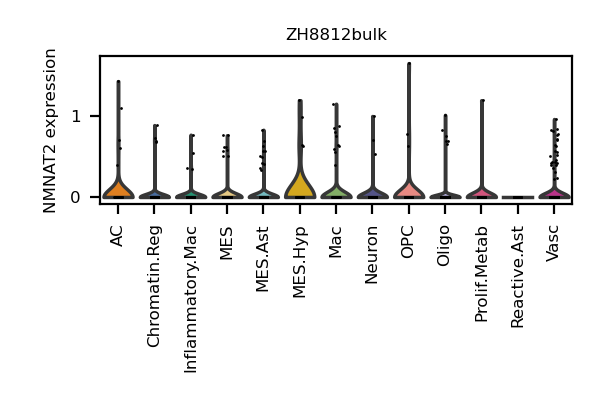 ZH8812bulk
NMNAT2 expression
1
0
AC
Chromatin.Reg
Inflammatory.Mac
MES
MES.Ast
MES.Hyp
Mac
Neuron
OPC
Oligo
Prolif.Metab
Reactive.Ast
Vasc